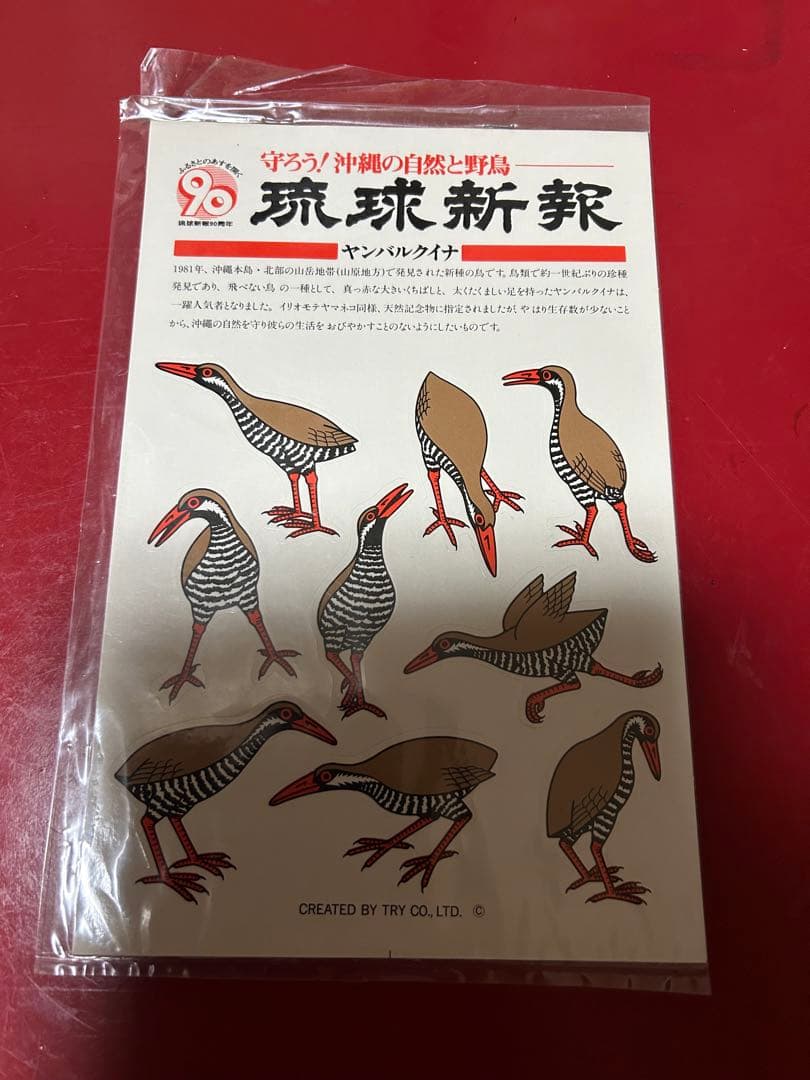 守ろう!沖縄の自然と野鳥
ふるさとのあすを開く
90
琉球新報90周年
琉球新報
ヤンバルクイナ
1981年、沖縄本島・北部の山岳地帯(山原地方)で発見された新種の鳥です。鳥類で約一世紀ぶりの珍種
発見であり、飛べない鳥の一種として、真っ赤な大きいくちばしと、太くたくましい足を持ったヤンバルクイナは、
一躍人気者となりました。イリオモテヤマネコ同様、天然記念物に指定されましたが、やはり生存数が少ないこと
から、沖縄の自然を守り彼らの生活をおびやかすことのないようにしたいものです。
CREATED BY TRY CO., LTD. ©